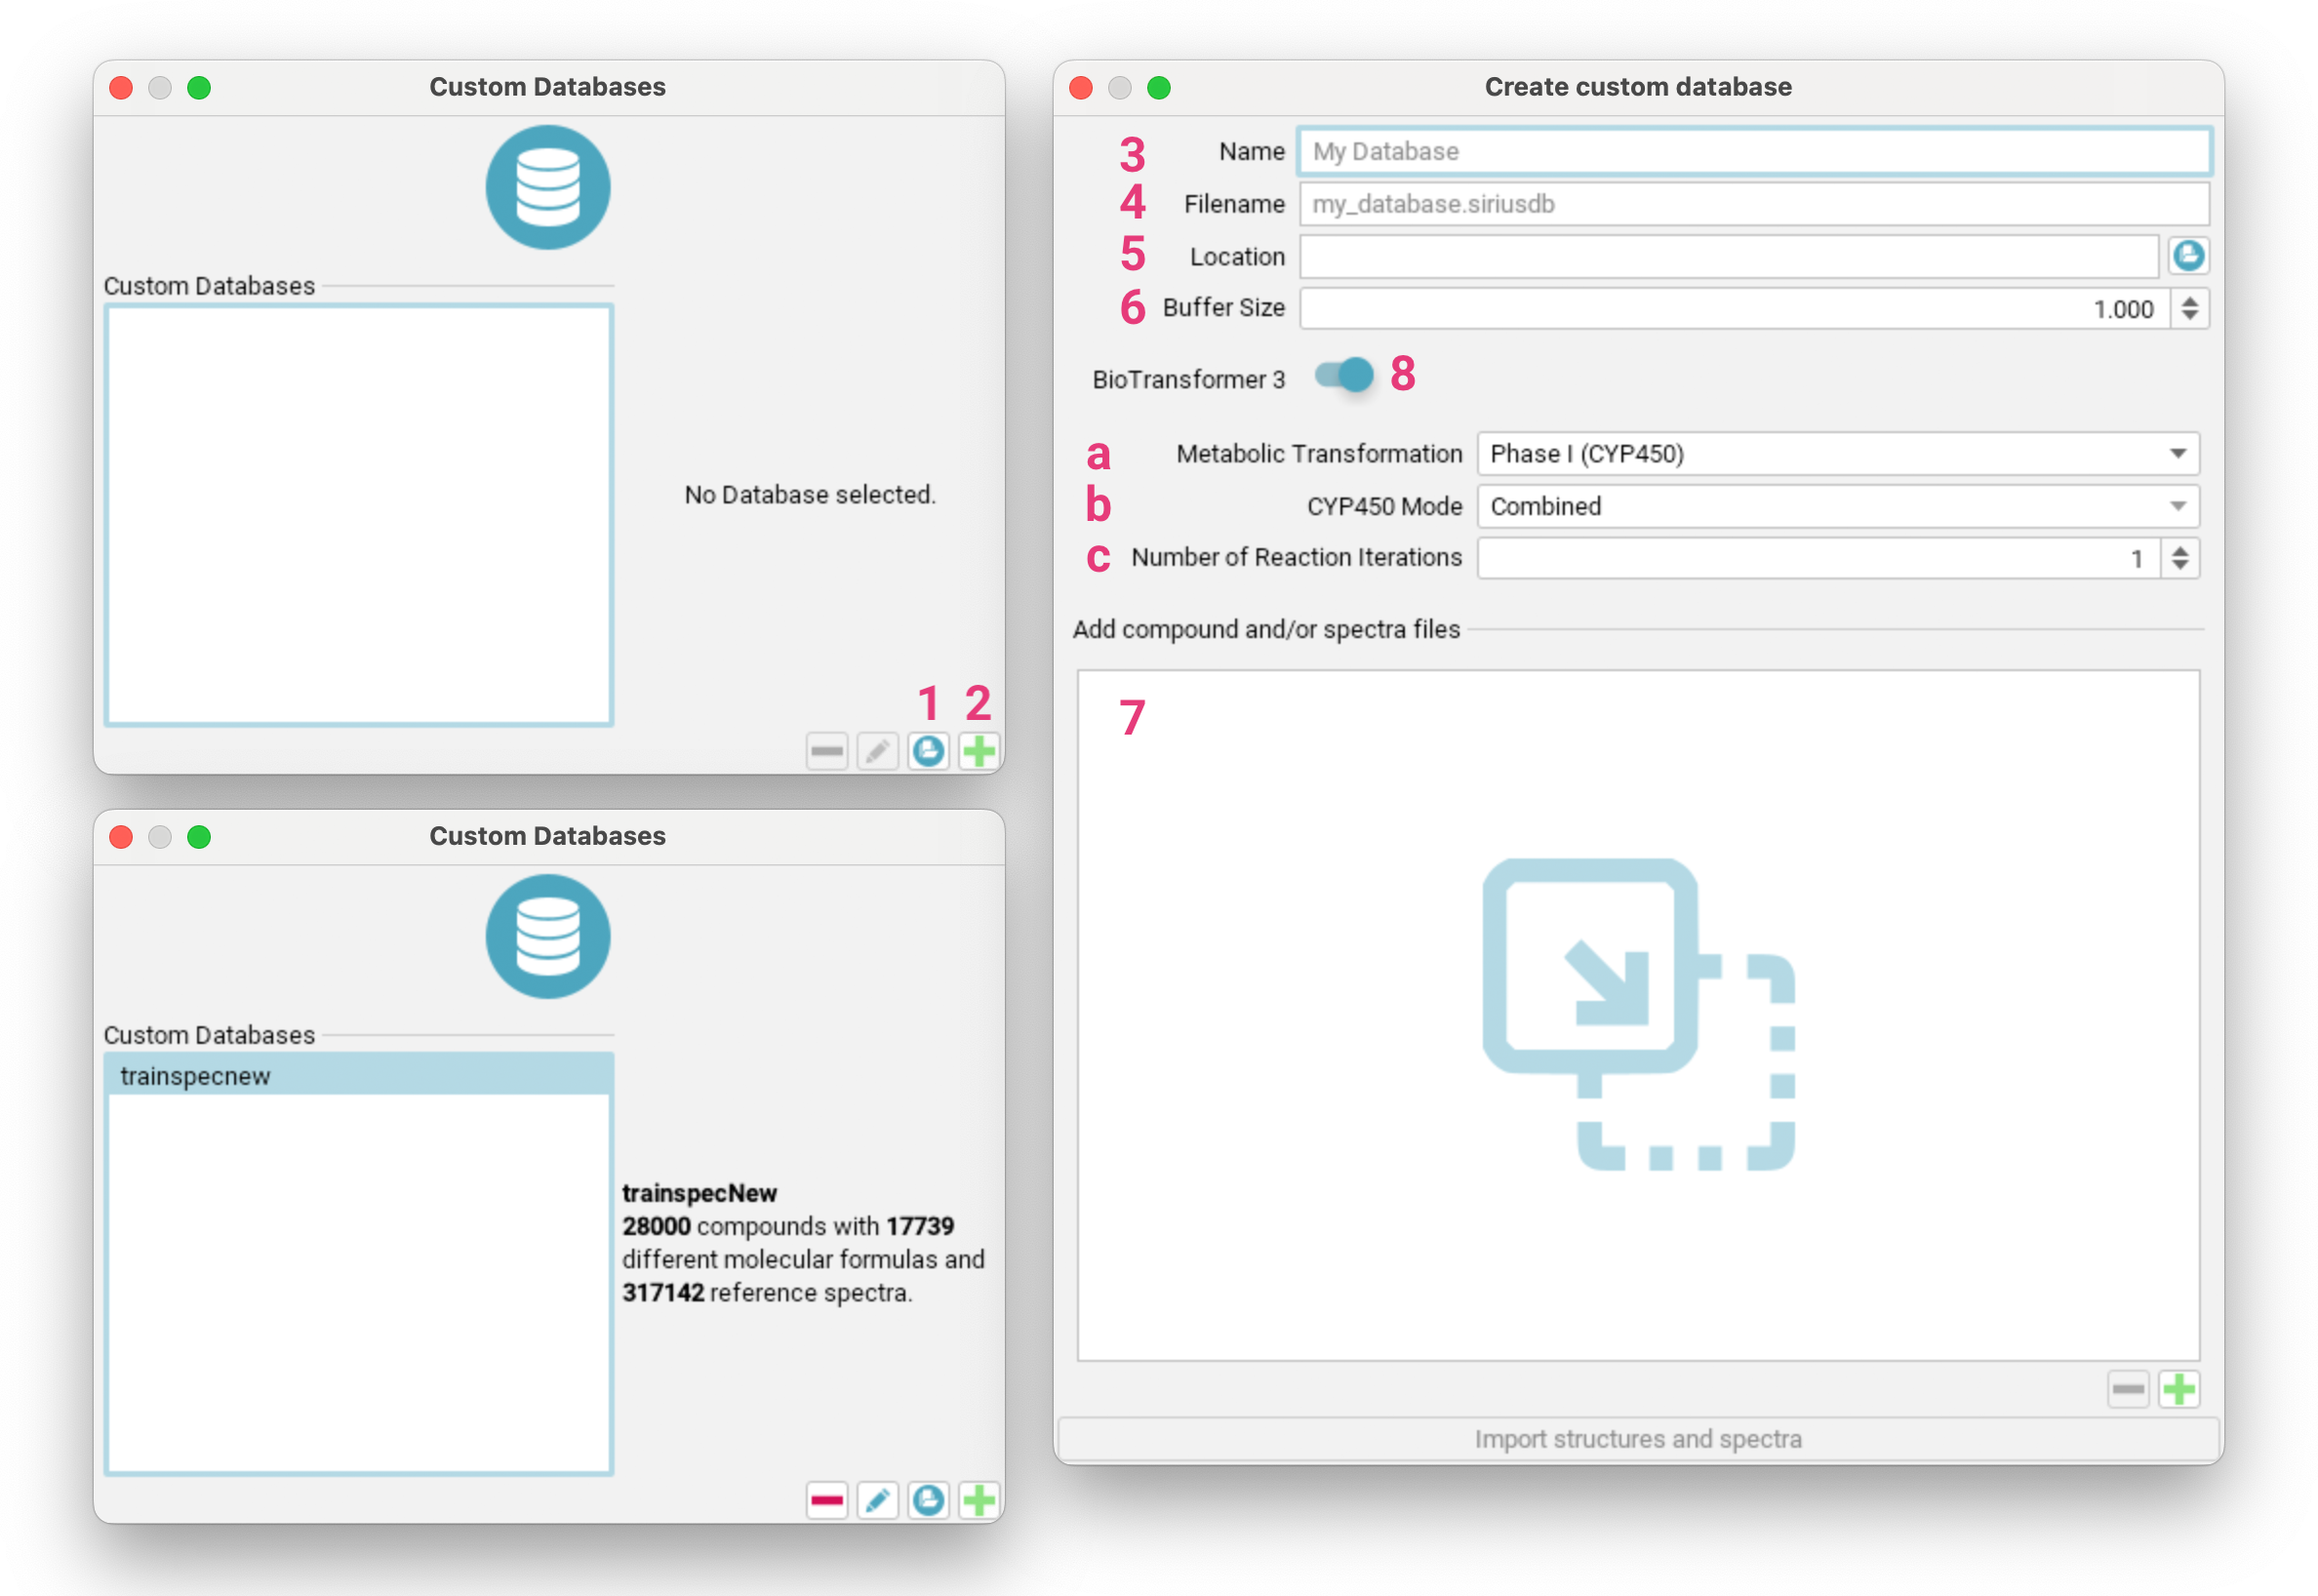 Custom Databases
Custom Databases
No Database selected.
1 2
Custom Databases
Custom Databases
trainspecnew
trainspecNew
28000 compounds with 17739
different molecular formulas and
317142 reference spectra.
Create custom database
3 Name My Database
4 Filename my_database.siriusdb
5 Location
6 Buffer Size 1.000
BioTransformer 3 8
a Metabolic Transformation Phase I (CYP450)
b CYP450 Mode Combined
c Number of Reaction Iterations 1
Add compound and/or spectra files
7
Import structures and spectra